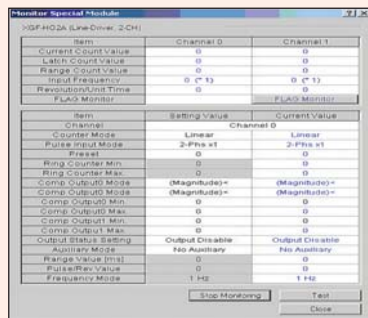 Monitor Special Module
XGF-HO2A (Line-Driver, 2-CH)
Item Channel 0 Channel 1
Current Count Value 0 0
Latch Count Value 0 0
Range Count Value 0 0
Input Frequency 0 (* 1) 0 (* 1)
Revolution/Unit Time 0 0
FLAG Monitor FLAG Monitor
Item Setting Value Current Value
Channel Channel 0
Counter Mode Linear Linear
Pulse Input Mode 2-Phs x1 2-Phs x1
Preset 0 0
Ring Counter Min. 0 0
Ring Counter Max. 0 0
Comp Output0 Mode (Magnitude)< (Magnitude)<
Comp Output0 Mode (Magnitude)< (Magnitude)<
Comp Output0 Min. 0 0
Comp Output0 Max. 0 0
Comp Output1 Min. 0 0
Comp Output1 Max. 0 0
Output Status Setting Output Disable Output Disable
Auxiliary Mode No Auxiliary No Auxiliary
Range Value [ms] 0 0
Pulse/Rev Value 0 0
Frequency Mode 1 Hz 1 Hz
Stop Monitoring Test
Close